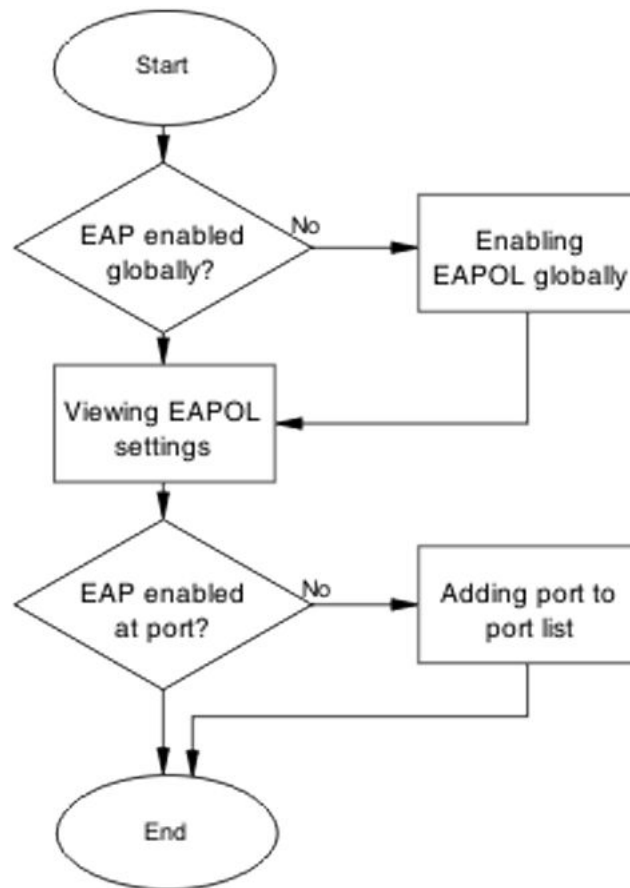 Start
EAP enabled
globally?
No
Enabling
EAPOL globally
Viewing EAPOL
settings
EAP enabled
at port?
No
Adding port to
port list
End